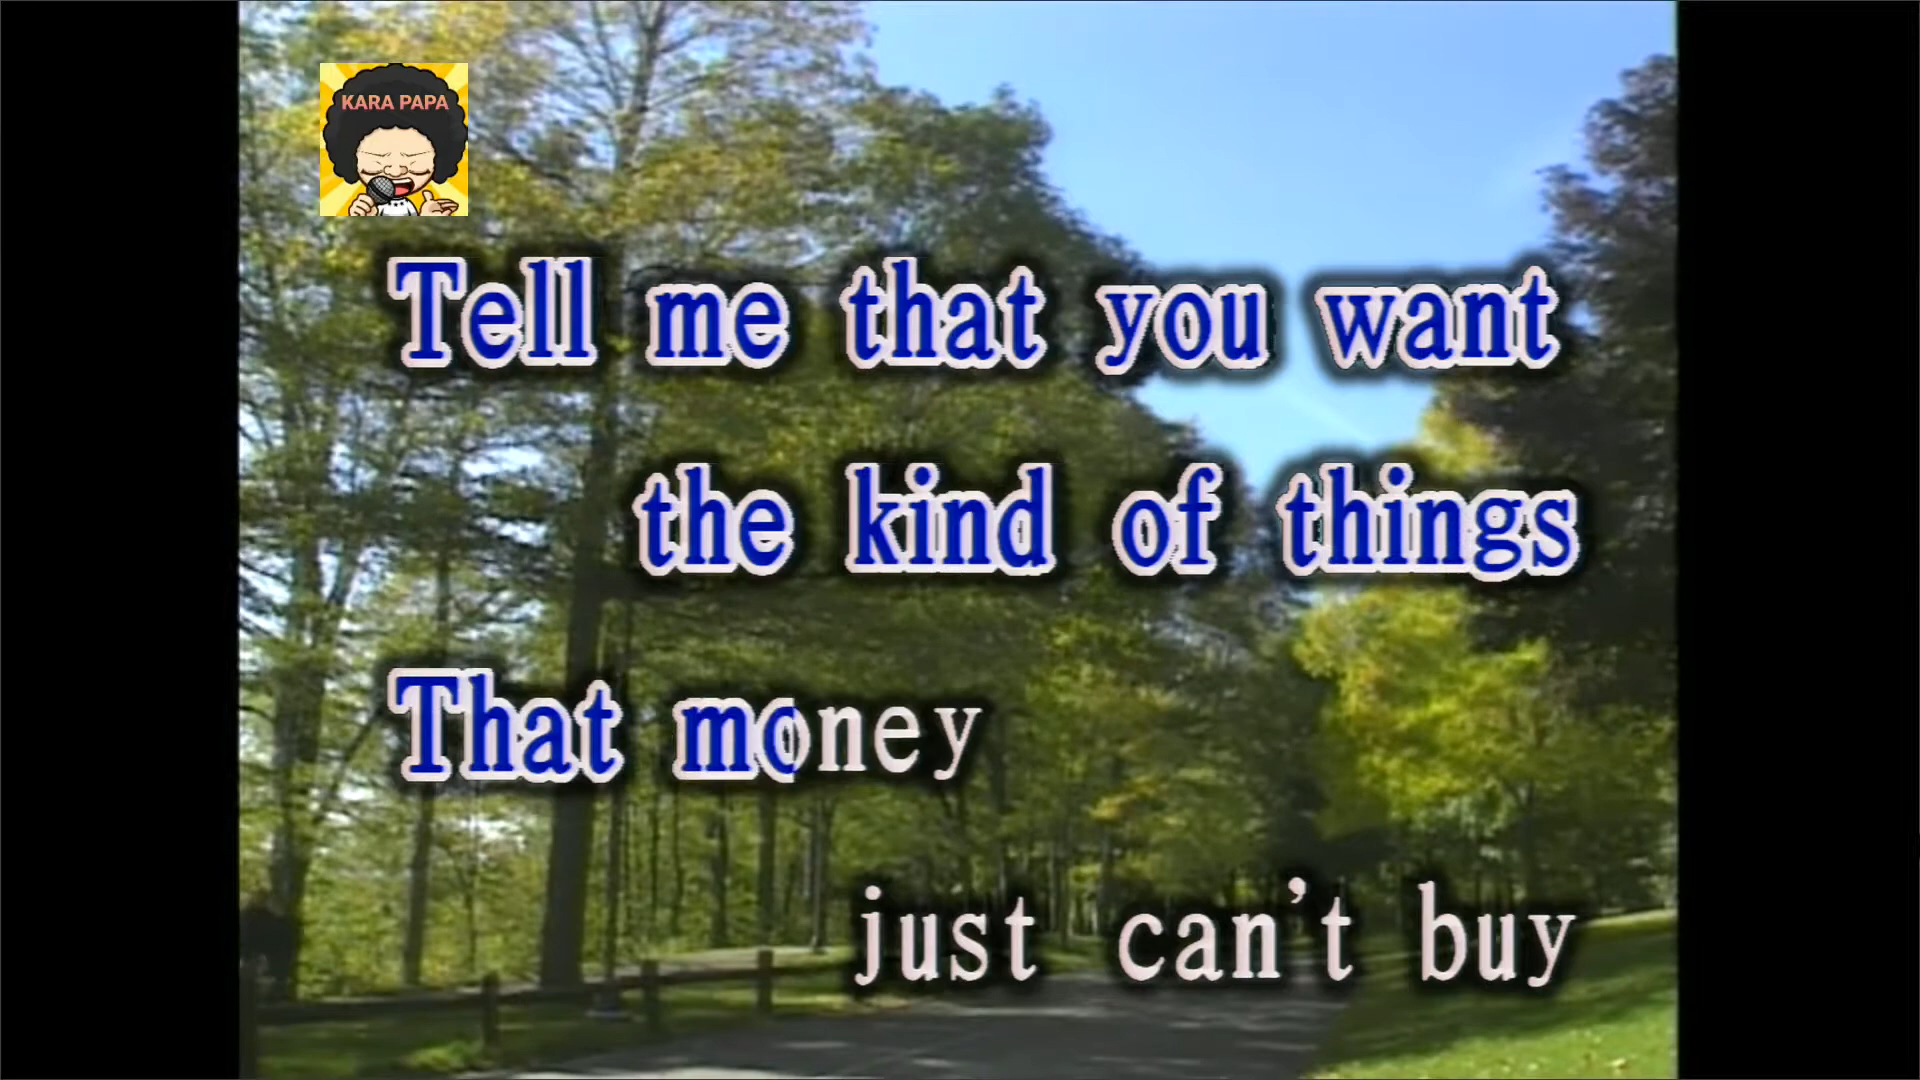 KARA PAPA
Tell me that you want
the kind of things
That money
just can't buy